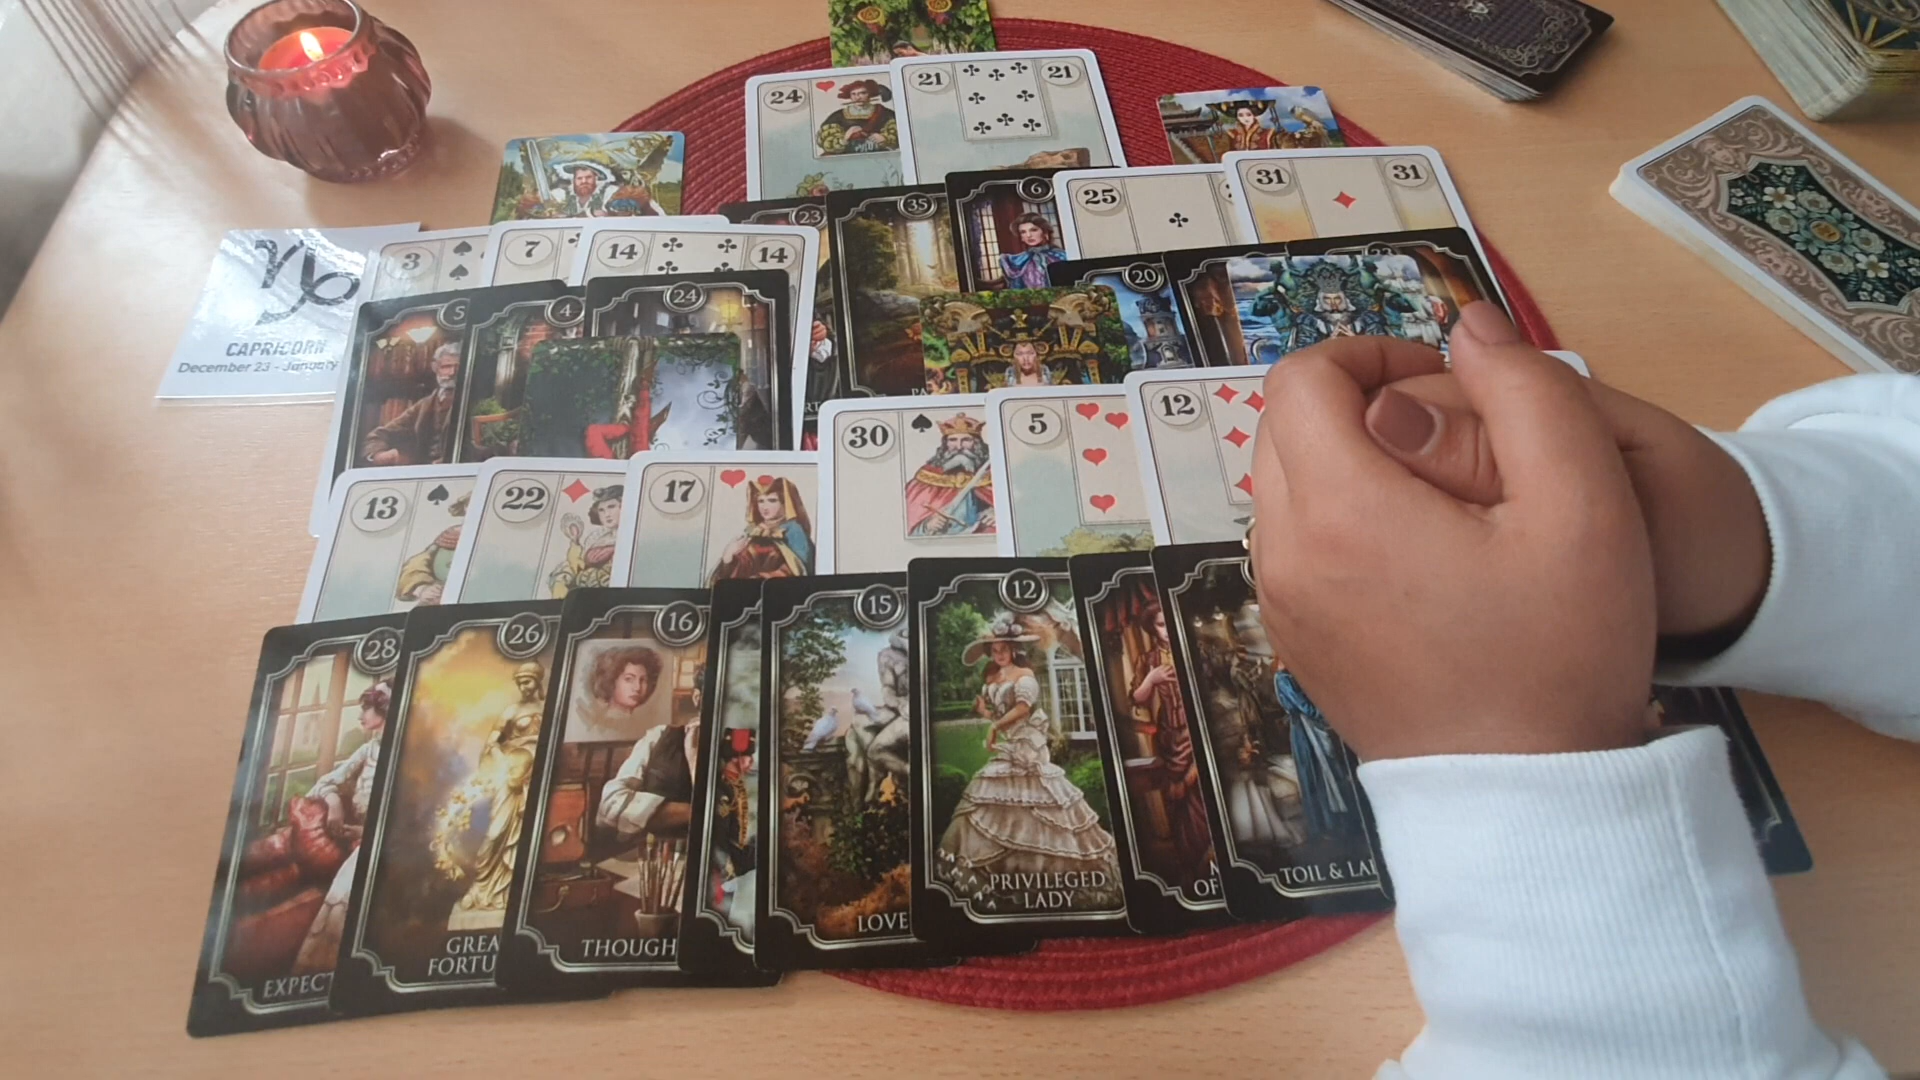 24
21
21
23
35
6
25
31
31
3
7
14
14
20
5
4
24
CAPRICORN
December 23 - January
30
5
12
13
22
17
28
26
16
15
12
PRIVILEGED
LADY
TOIL &
LOVE
OF
THOUGH
GREA
FORTU
EXPECT